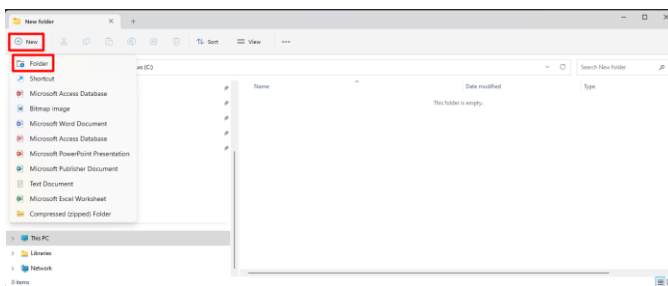 New folder
New
Sort
View
Folder
Shortcut
Microsoft Access Database
Bitmap image
Microsoft Word Document
Microsoft Access Database
Microsoft PowerPoint Presentation
Microsoft Publisher Document
Text Document
Microsoft Excel Worksheet
Compressed (zipped) Folder
(C:)
Search New folder
Name
Date modified
Type
This folder is empty.
This PC
Libraries
Network
0 items